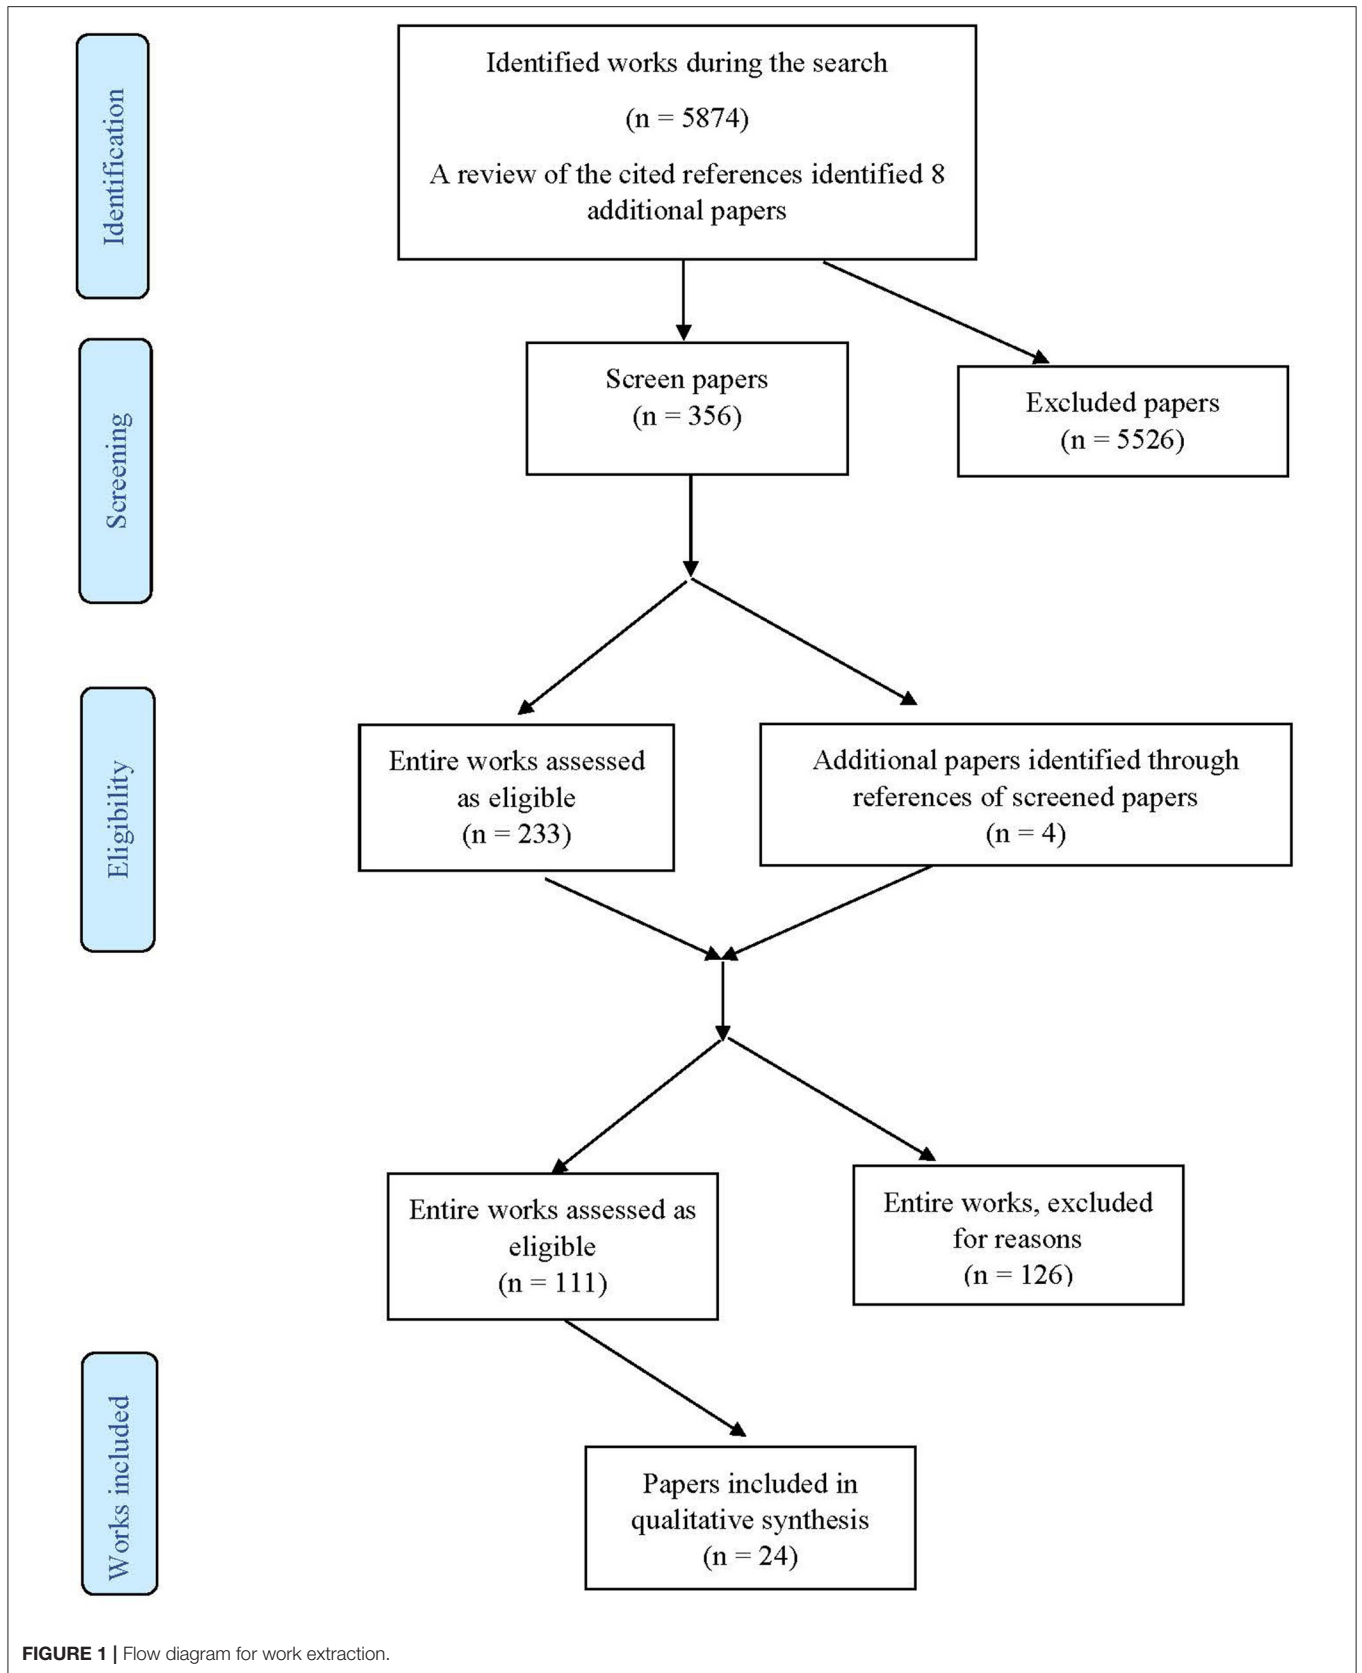 Identification
Identified works during the search
(n = 5874)
A review of the cited references identified 8
additional papers
Screening
Screen papers
(n = 356)
Excluded papers
(n = 5526)
Eligibility
Entire works assessed
as eligible
(n = 233)
Additional papers identified through
references of screened papers
(n = 4)
Entire works assessed as
eligible
(n = 111)
Entire works, excluded
for reasons
(n = 126)
Works included
Papers included in
qualitative synthesis
(n = 24)
FIGURE 1 | Flow diagram for work extraction.